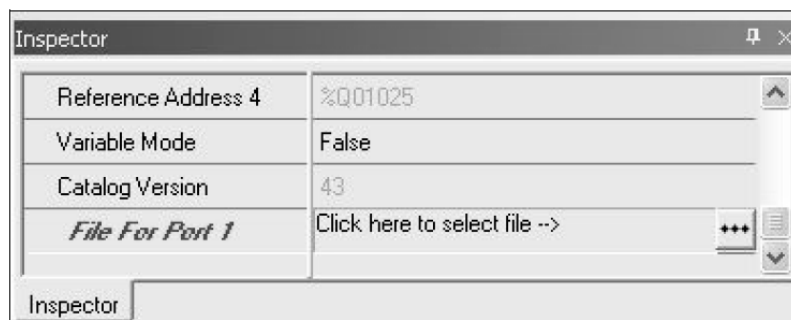 Inspector
Reference Address 4 %Q01025
Variable Mode False
Catalog Version 43
File For Port 1 Click here to select file -->
Inspector